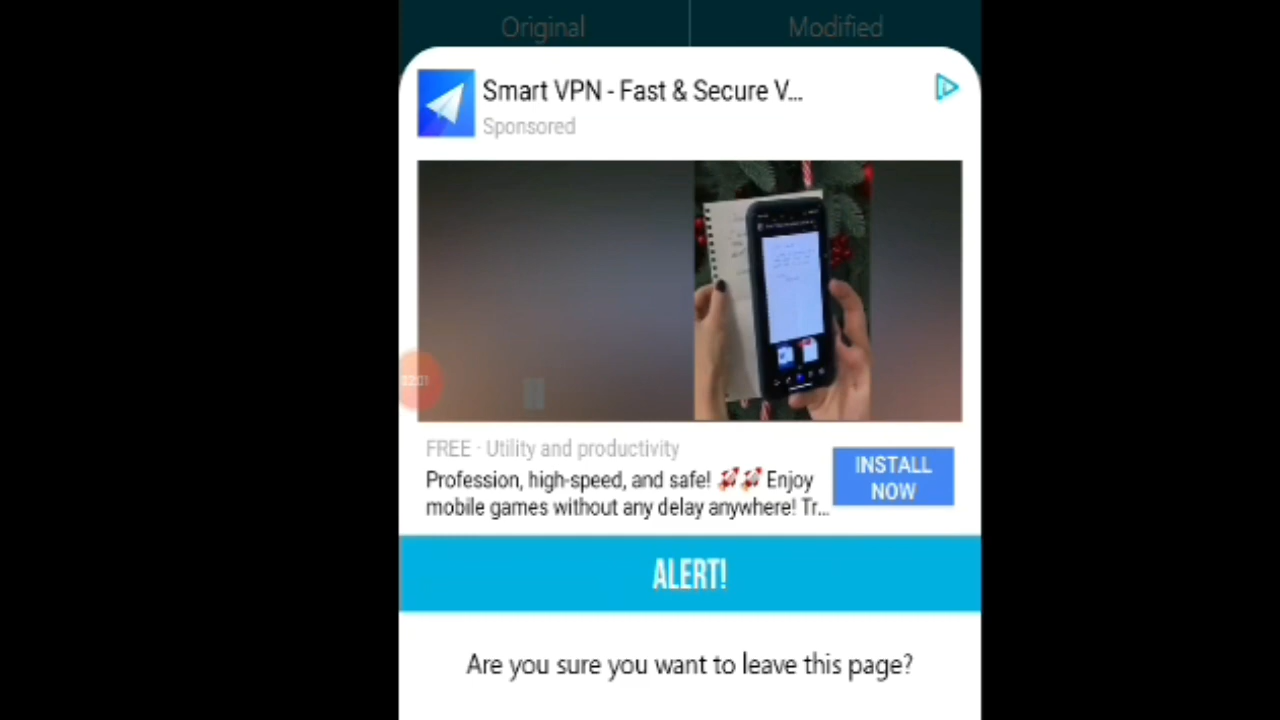 Original
Modified
Smart VPN - Fast & Secure V...
Sponsored
FREE · Utility and productivity
Profession, high-speed, and safe! 🚀🚀 Enjoy
mobile games without any delay anywhere! Tr...
INSTALL
NOW
ALERT!
Are you sure you want to leave this page?